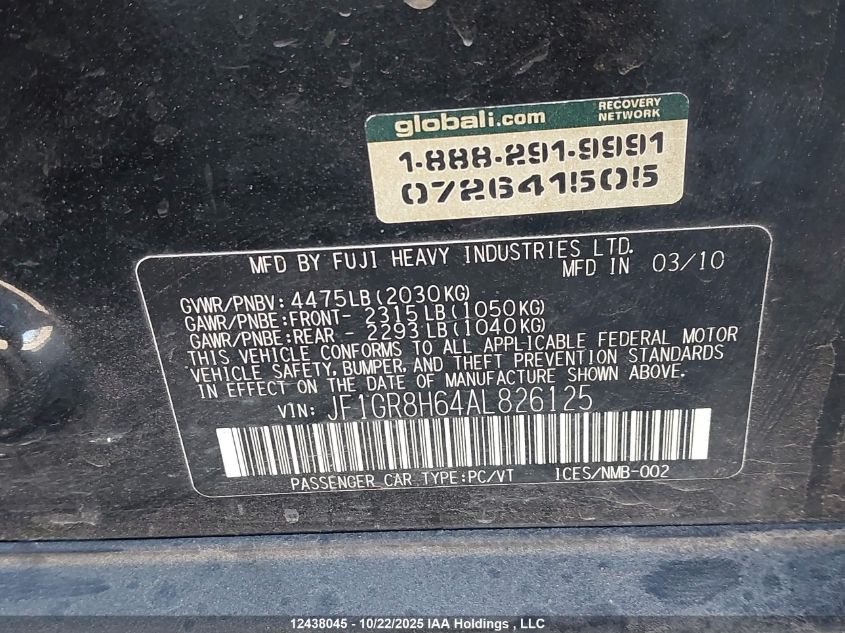 globali.com RECOVERY NETWORK
1-888-291-9991
072641505
MFD BY FUJI HEAVY INDUSTRIES LTD.
MFD IN 03/10
GVWR/PNBV: 4475LB(2030KG)
GAWR/PNBE:FRONT- 2315LB(1050KG)
GAWR/PNBE:REAR - 2293LB(1040KG)
THIS VEHICLE CONFORMS TO ALL APPLICABLE FEDERAL MOTOR
VEHICLE SAFETY, BUMPER, AND THEFT PREVENTION STANDARDS
IN EFFECT ON THE DATE OF MANUFACTURE SHOWN ABOVE.
VIN: JF1GR8H64AL826125
PASSENGER CAR TYPE:PC/VT ICES/NMB-002
12438045 - 10/22/2025 IAA Holdings , LLC